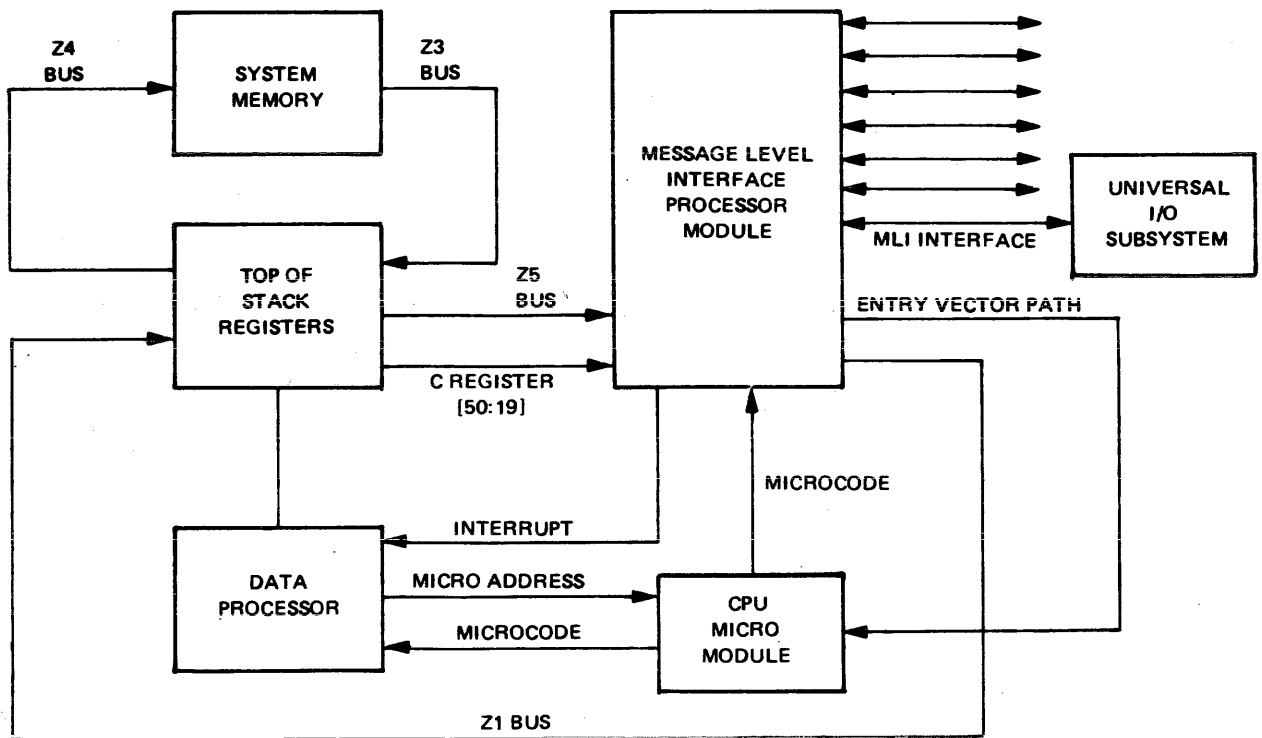 Z4
BUS
SYSTEM
MEMORY
Z3
BUS
MESSAGE LEVEL
INTERFACE
PROCESSOR
MODULE
UNIVERSAL
I/O
SUBSYSTEM
MLI INTERFACE
TOP OF
STACK
REGISTERS
Z5
BUS
C REGISTER
[50:19]
ENTRY VECTOR PATH
MICROCODE
INTERRUPT
DATA
PROCESSOR
MICRO ADDRESS
MICROCODE
CPU
MICRO
MODULE
Z1 BUS